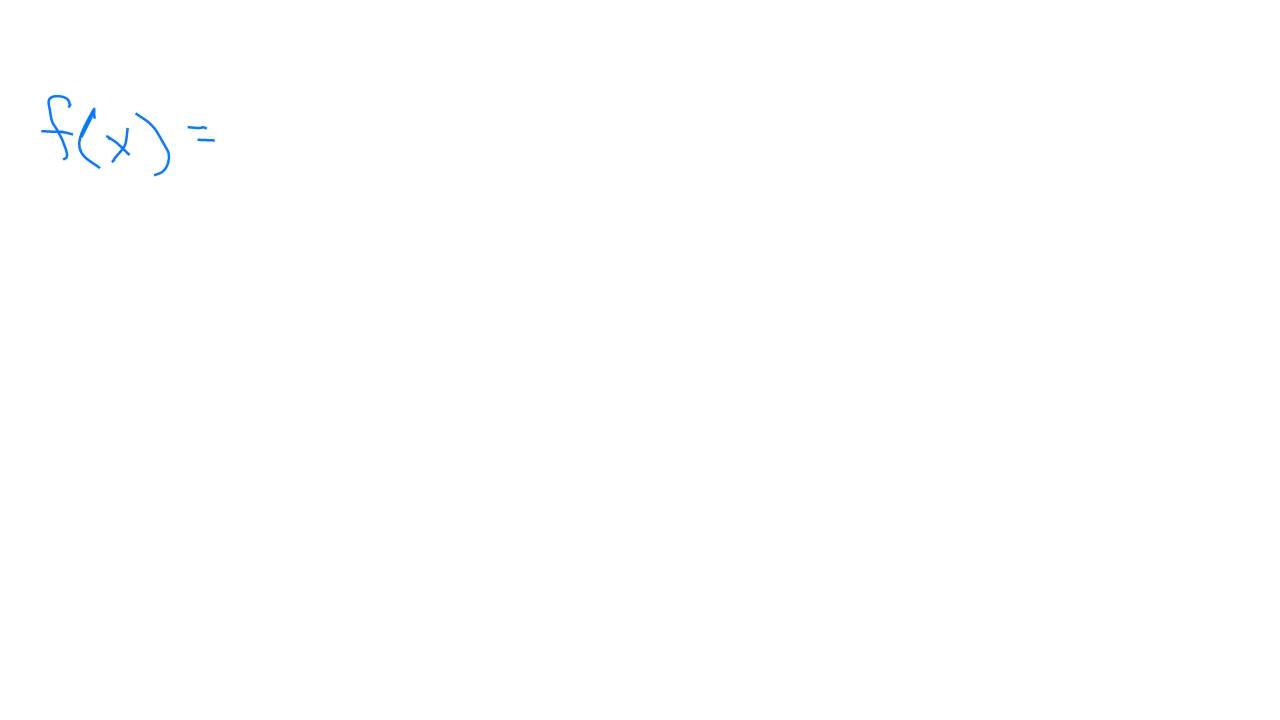 f(x) =